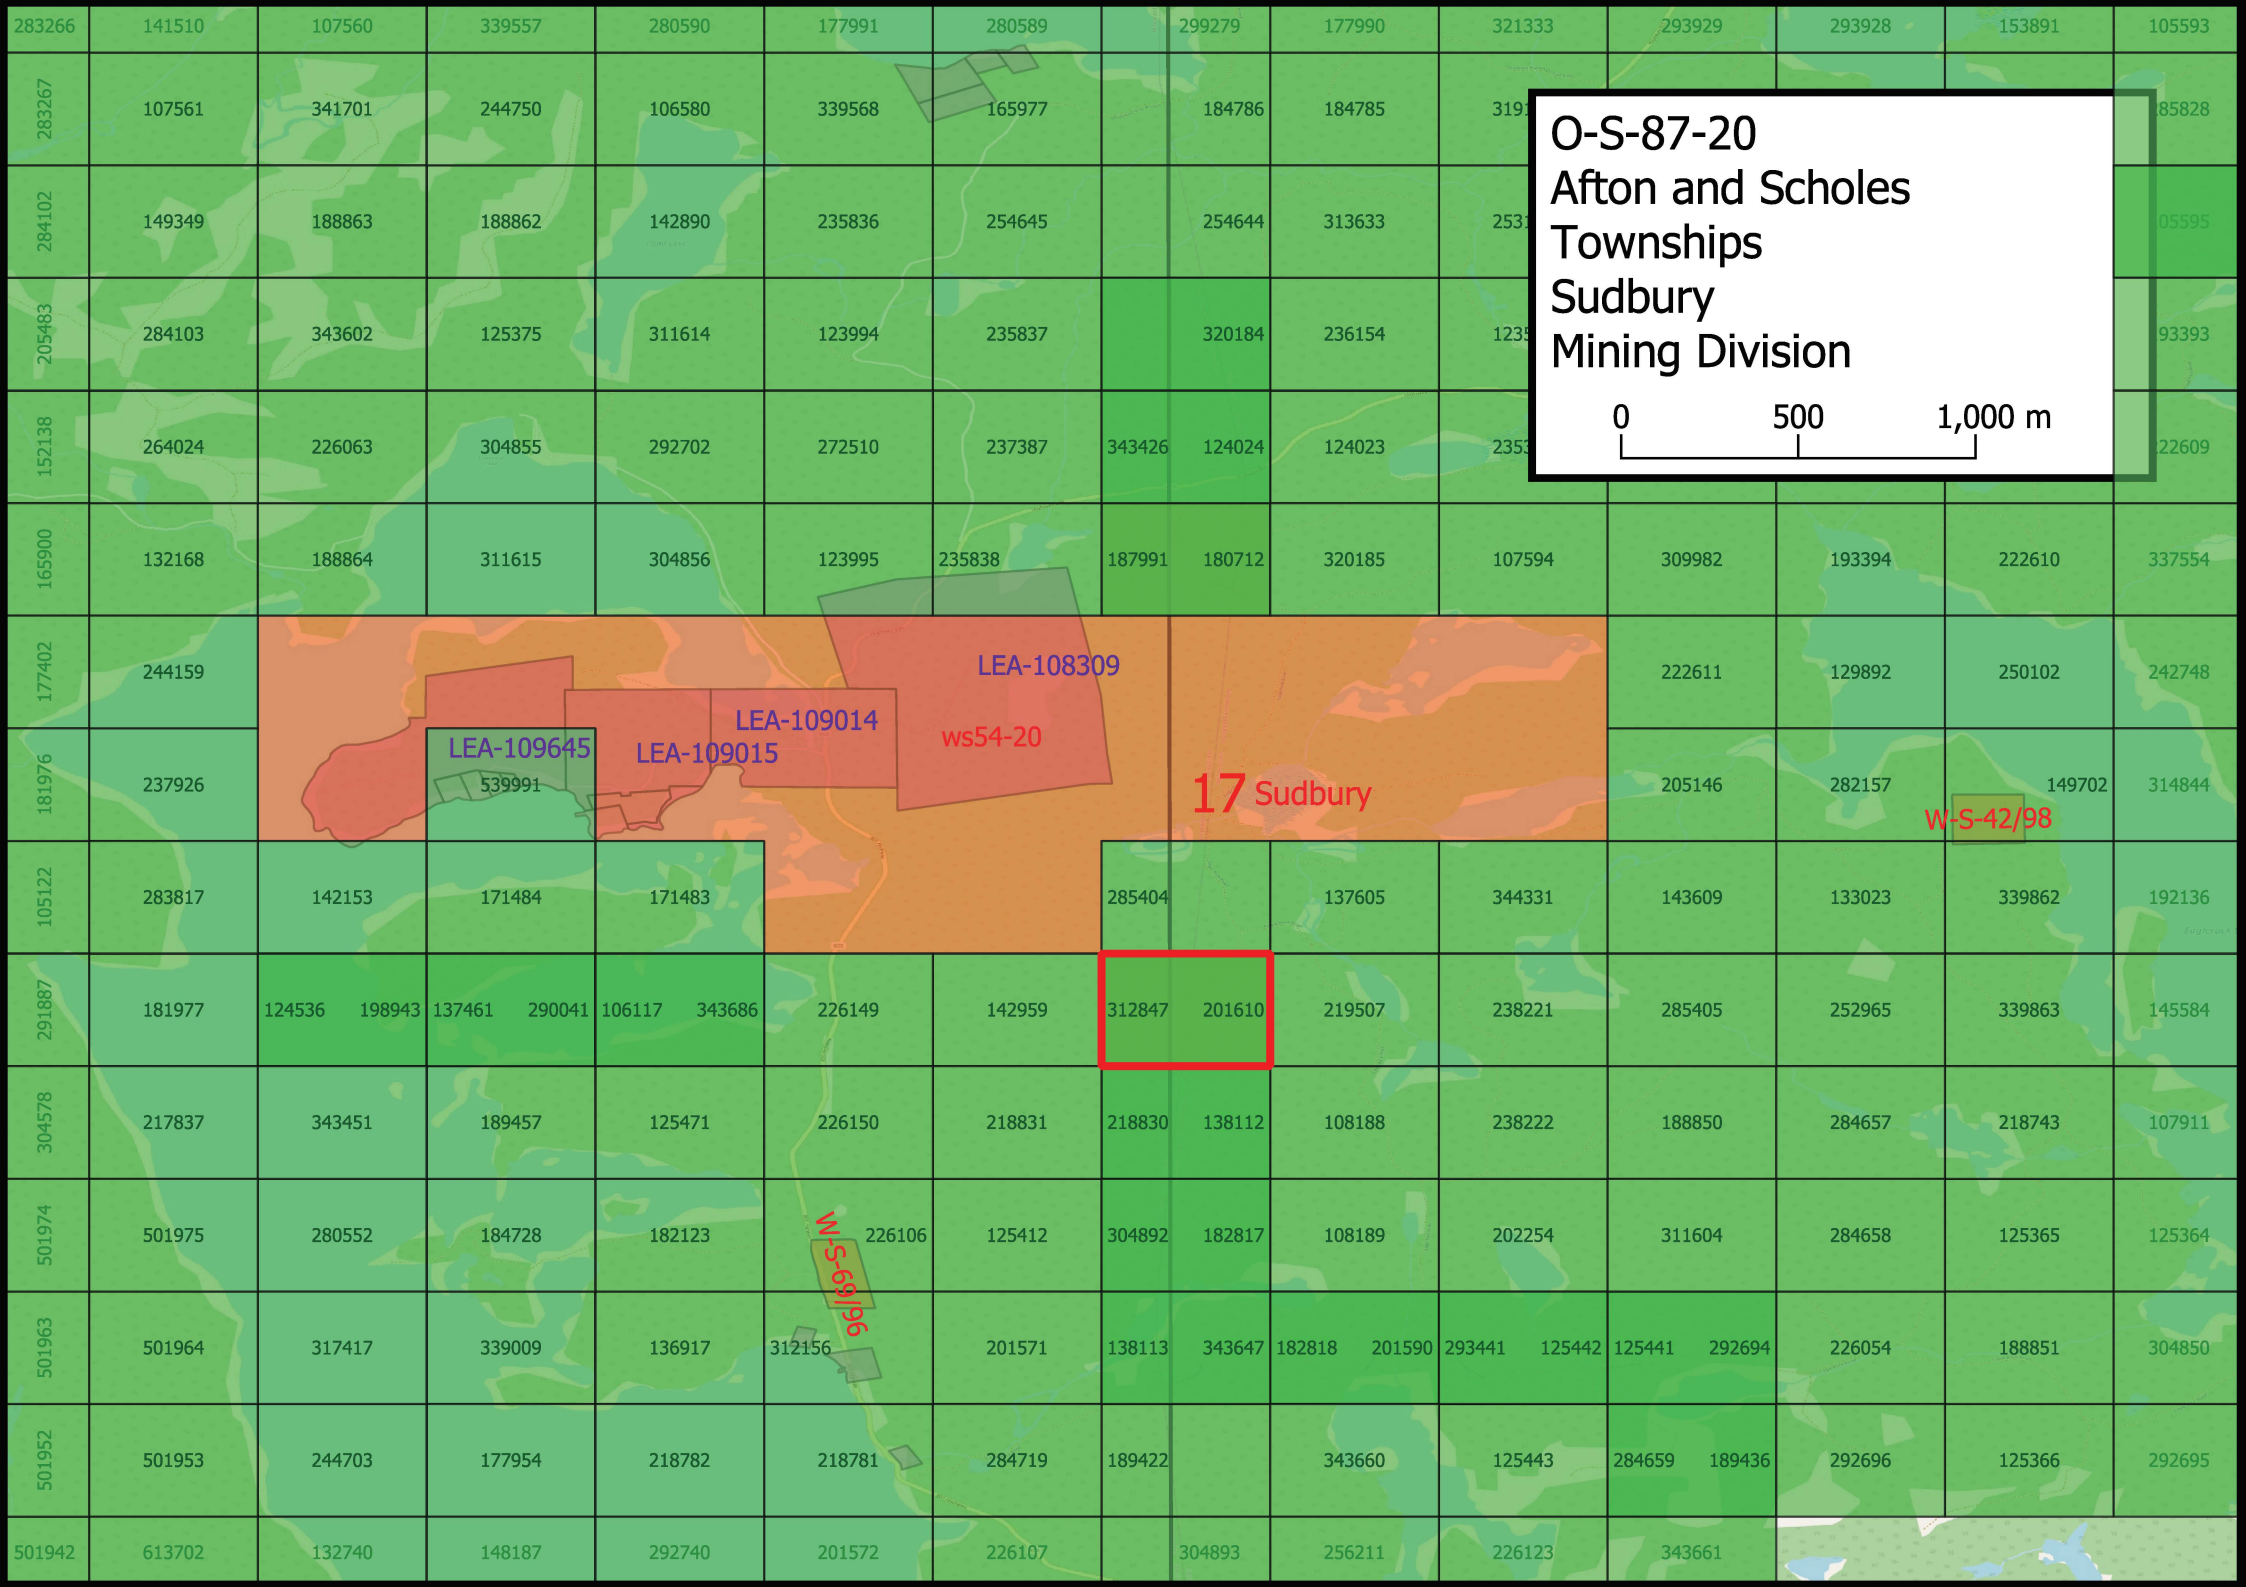 283266 141510 107560 339557 280590 177991 280589 299279 177990 321333 293929 293928 153891 105593
283267 107561 341701 244750 106580 339568 165977 184786 184785 85828
O-S-87-20
Afton and Scholes
Townships
Sudbury
Mining Division
0 500 1,000 m
284102 149349 188863 188862 142890 235836 254645 254644 313633 05595
205483 284103 343602 125375 311614 123994 235837 320184 236154 93393
152138 264024 226063 304855 292702 272510 237387 343426 124024 124023 22609
165900 132168 188864 311615 304856 123995 235838 187991 180712 320185 107594 309982 193394 222610 337554
177402 244159 LEA-108309 222611 129892 250102 242748
LEA-109014
ws54-20
LEA-109645 LEA-109015
181976 237926 539991 17 Sudbury 205146 282157 149702 314844
W-S-42/98
105122 283817 142153 171484 171483 285404 137605 344331 143609 133023 339862 192136
291887 181977 124536 198943 137461 290041 106117 343686 226149 142959 312847 201610 219507 238221 285405 252965 339863 145584
304578 217837 343451 189457 125471 226150 218831 218830 138112 108188 238222 188850 284657 218743 107911
501974 501975 280552 184728 182123 226106 125412 304892 182817 108189 202254 311604 284658 125365 125364
W-S-69/96
501963 501964 317417 339009 136917 312156 201571 138113 343647 182818 201590 293441 125442 125441 292694 226054 188851 304850
501952 501953 244703 177954 218782 218781 284719 189422 343660 125443 284659 189436 292696 125366 292695
501942 613702 132740 148187 292740 201572 226107 304893 256211 226123 343661